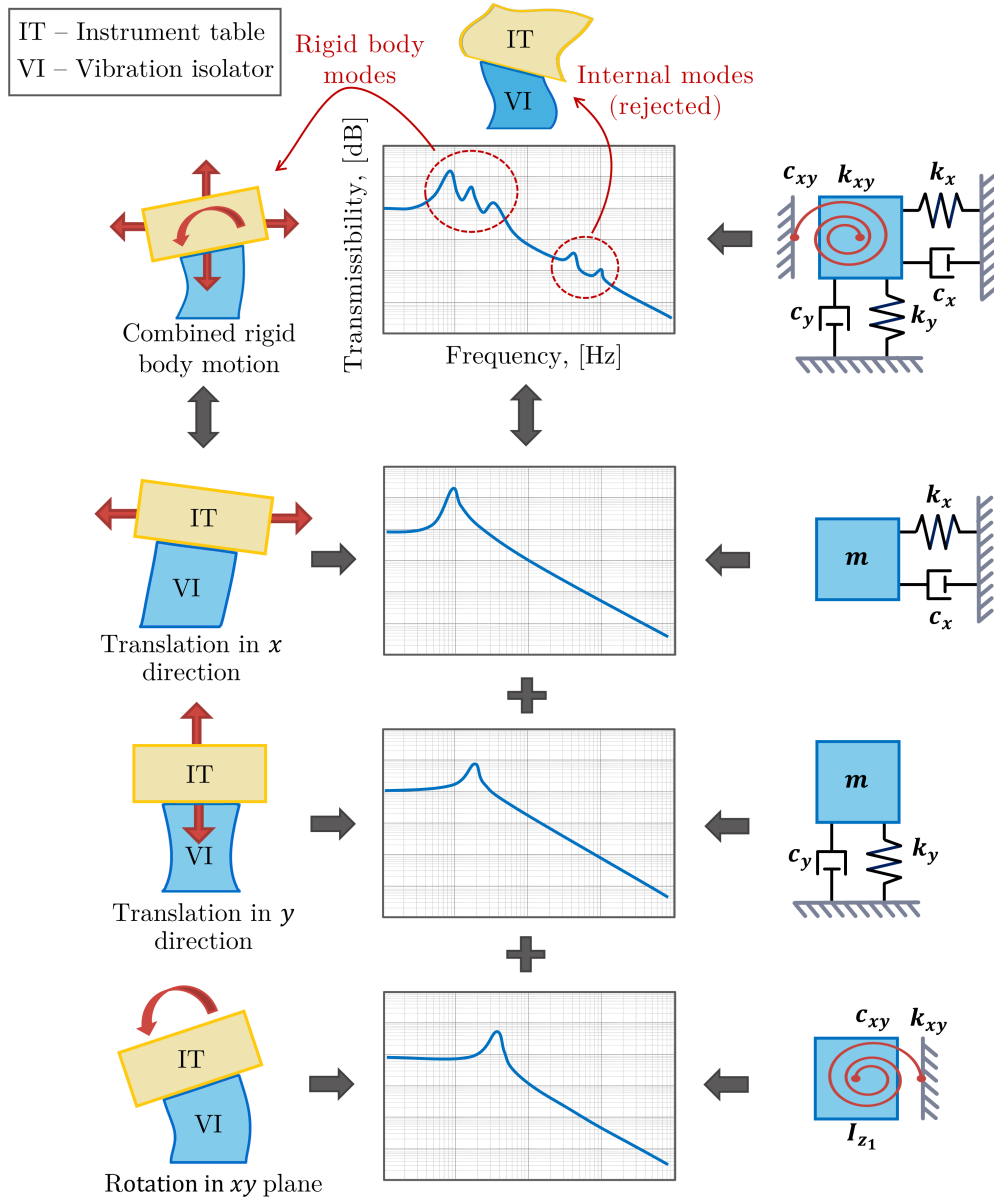 IT – Instrument table
VI – Vibration isolator
Rigid body
modes
IT
VI
Internal modes
(rejected)
Transmissibility, [dB]
Frequency, [Hz]
Combined rigid
body motion
c_xy
k_xy
k_x
c_x
c_y
k_y
IT
VI
Translation in x
direction
m
k_x
c_x
IT
VI
Translation in y
direction
m
c_y
k_y
IT
VI
Rotation in xy plane
c_xy
k_xy
I_z₁